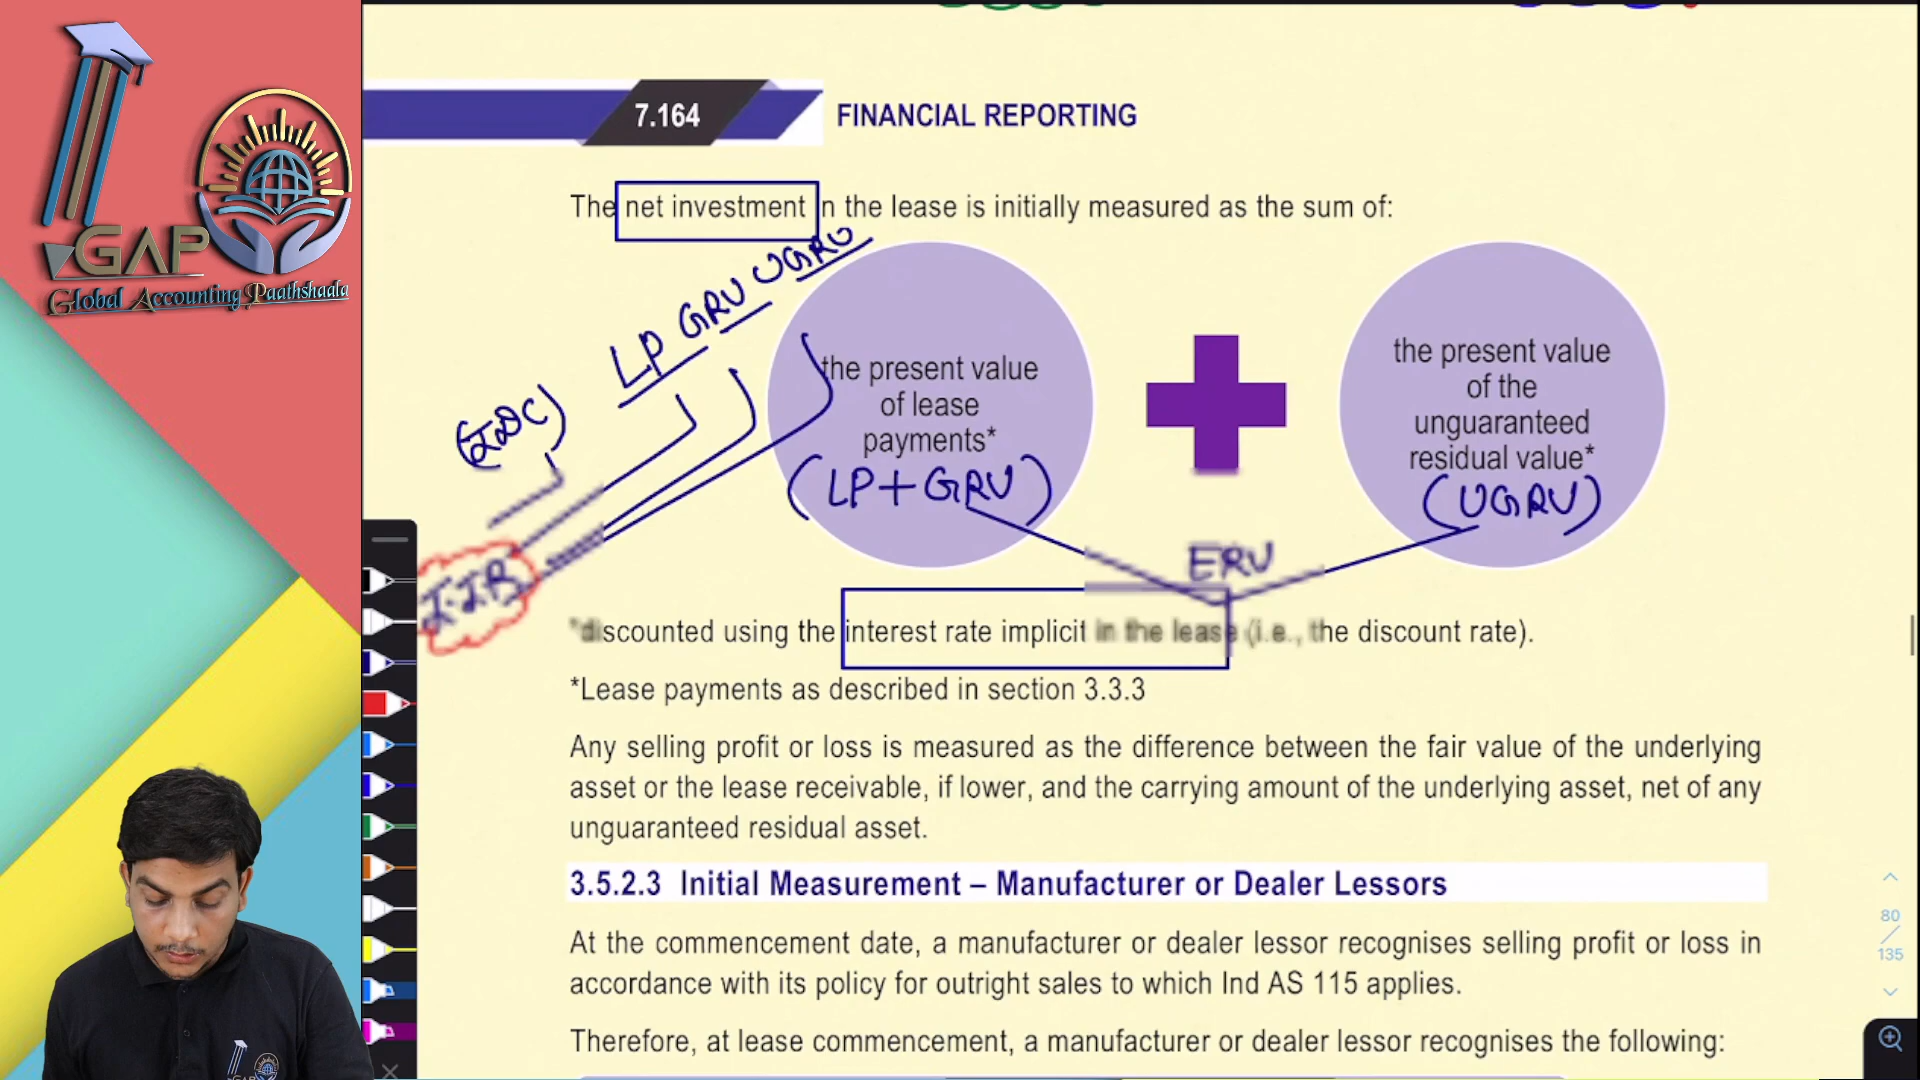 GAP
Global Accounting Paathshaala
7.164 FINANCIAL REPORTING
The net investment in the lease is initially measured as the sum of:
LP GRV UGRV
(IDC)
the present value
of lease
payments*
(LP + GRV)
the present value
of the
unguaranteed
residual value*
(UGRV)
ERV
I.I.R
*discounted using the interest rate implicit in the lease (i.e., the discount rate).
*Lease payments as described in section 3.3.3
Any selling profit or loss is measured as the difference between the fair value of the underlying
asset or the lease receivable, if lower, and the carrying amount of the underlying asset, net of any
unguaranteed residual asset.
3.5.2.3 Initial Measurement – Manufacturer or Dealer Lessors
At the commencement date, a manufacturer or dealer lessor recognises selling profit or loss in
accordance with its policy for outright sales to which Ind AS 115 applies.
Therefore, at lease commencement, a manufacturer or dealer lessor recognises the following:
80
/
135
GAP